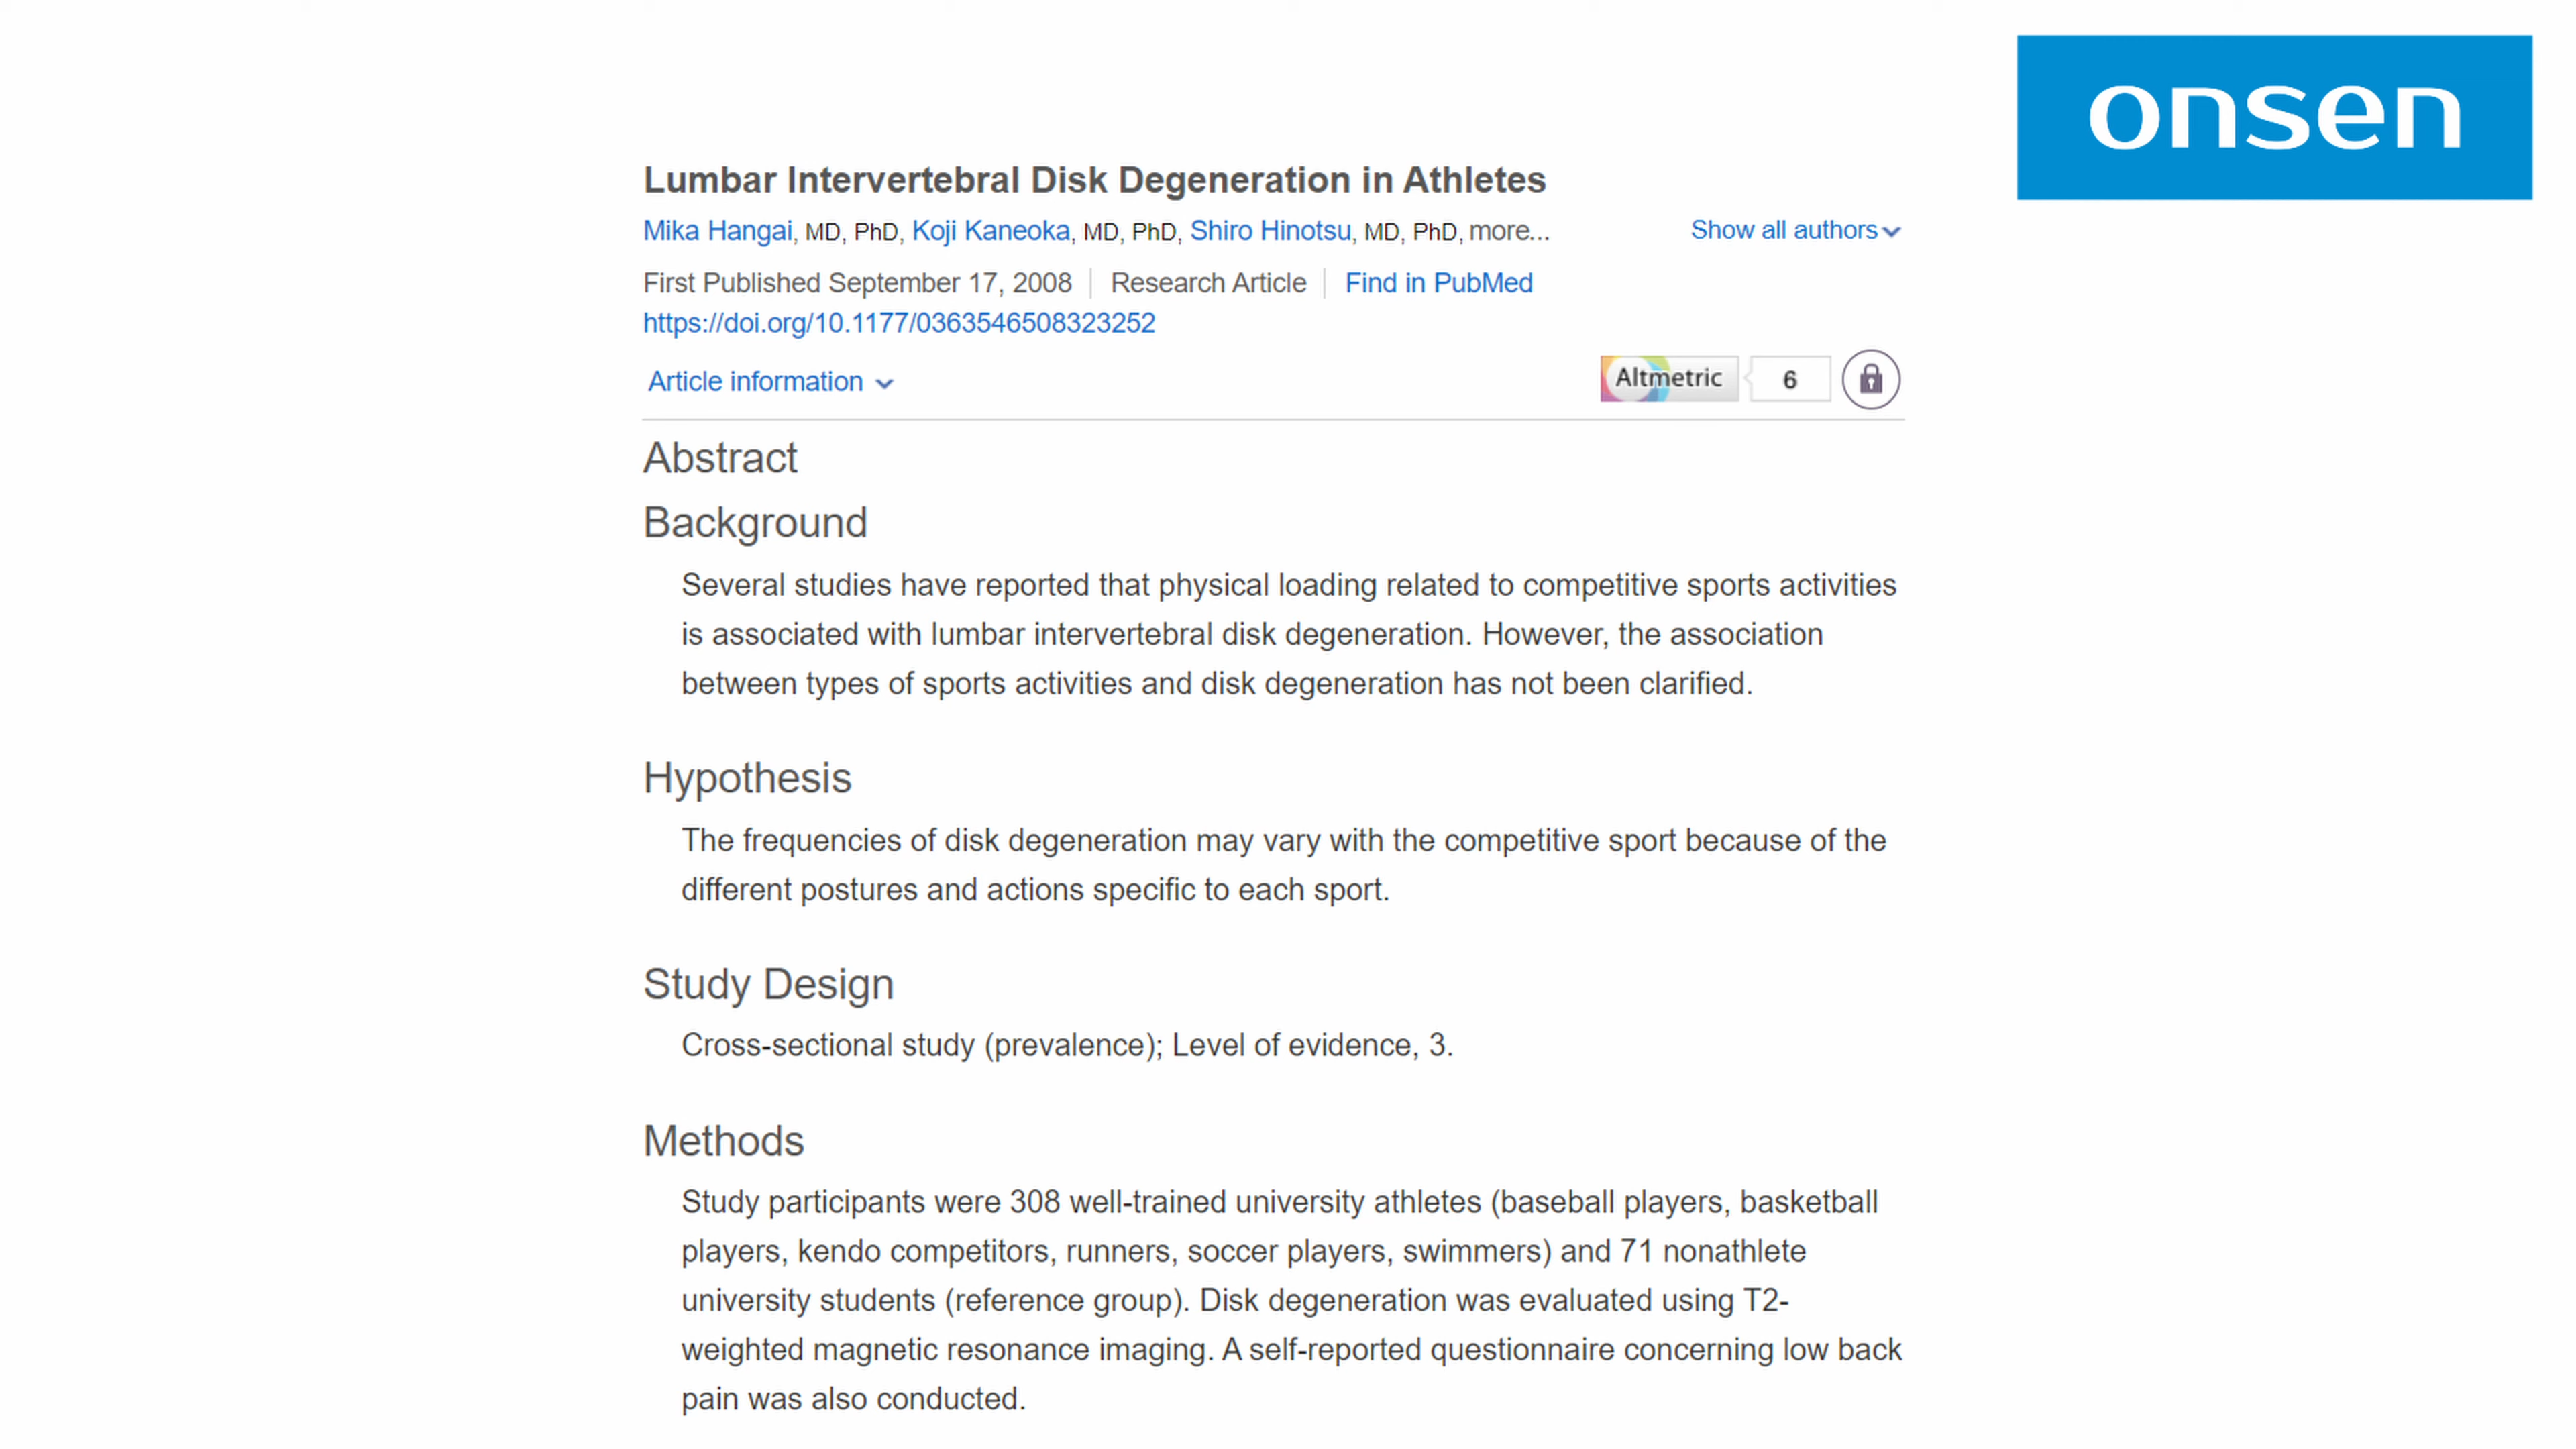 onsen
Lumbar Intervertebral Disk Degeneration in Athletes
Mika Hangai, MD, PhD, Koji Kaneoka, MD, PhD, Shiro Hinotsu, MD, PhD, more... Show all authors
First Published September 17, 2008 | Research Article | Find in PubMed
https://doi.org/10.1177/0363546508323252
Article information Altmetric 6
Abstract
Background
Several studies have reported that physical loading related to competitive sports activities
is associated with lumbar intervertebral disk degeneration. However, the association
between types of sports activities and disk degeneration has not been clarified.
Hypothesis
The frequencies of disk degeneration may vary with the competitive sport because of the
different postures and actions specific to each sport.
Study Design
Cross-sectional study (prevalence); Level of evidence, 3.
Methods
Study participants were 308 well-trained university athletes (baseball players, basketball
players, kendo competitors, runners, soccer players, swimmers) and 71 nonathlete
university students (reference group). Disk degeneration was evaluated using T2-
weighted magnetic resonance imaging. A self-reported questionnaire concerning low back
pain was also conducted.